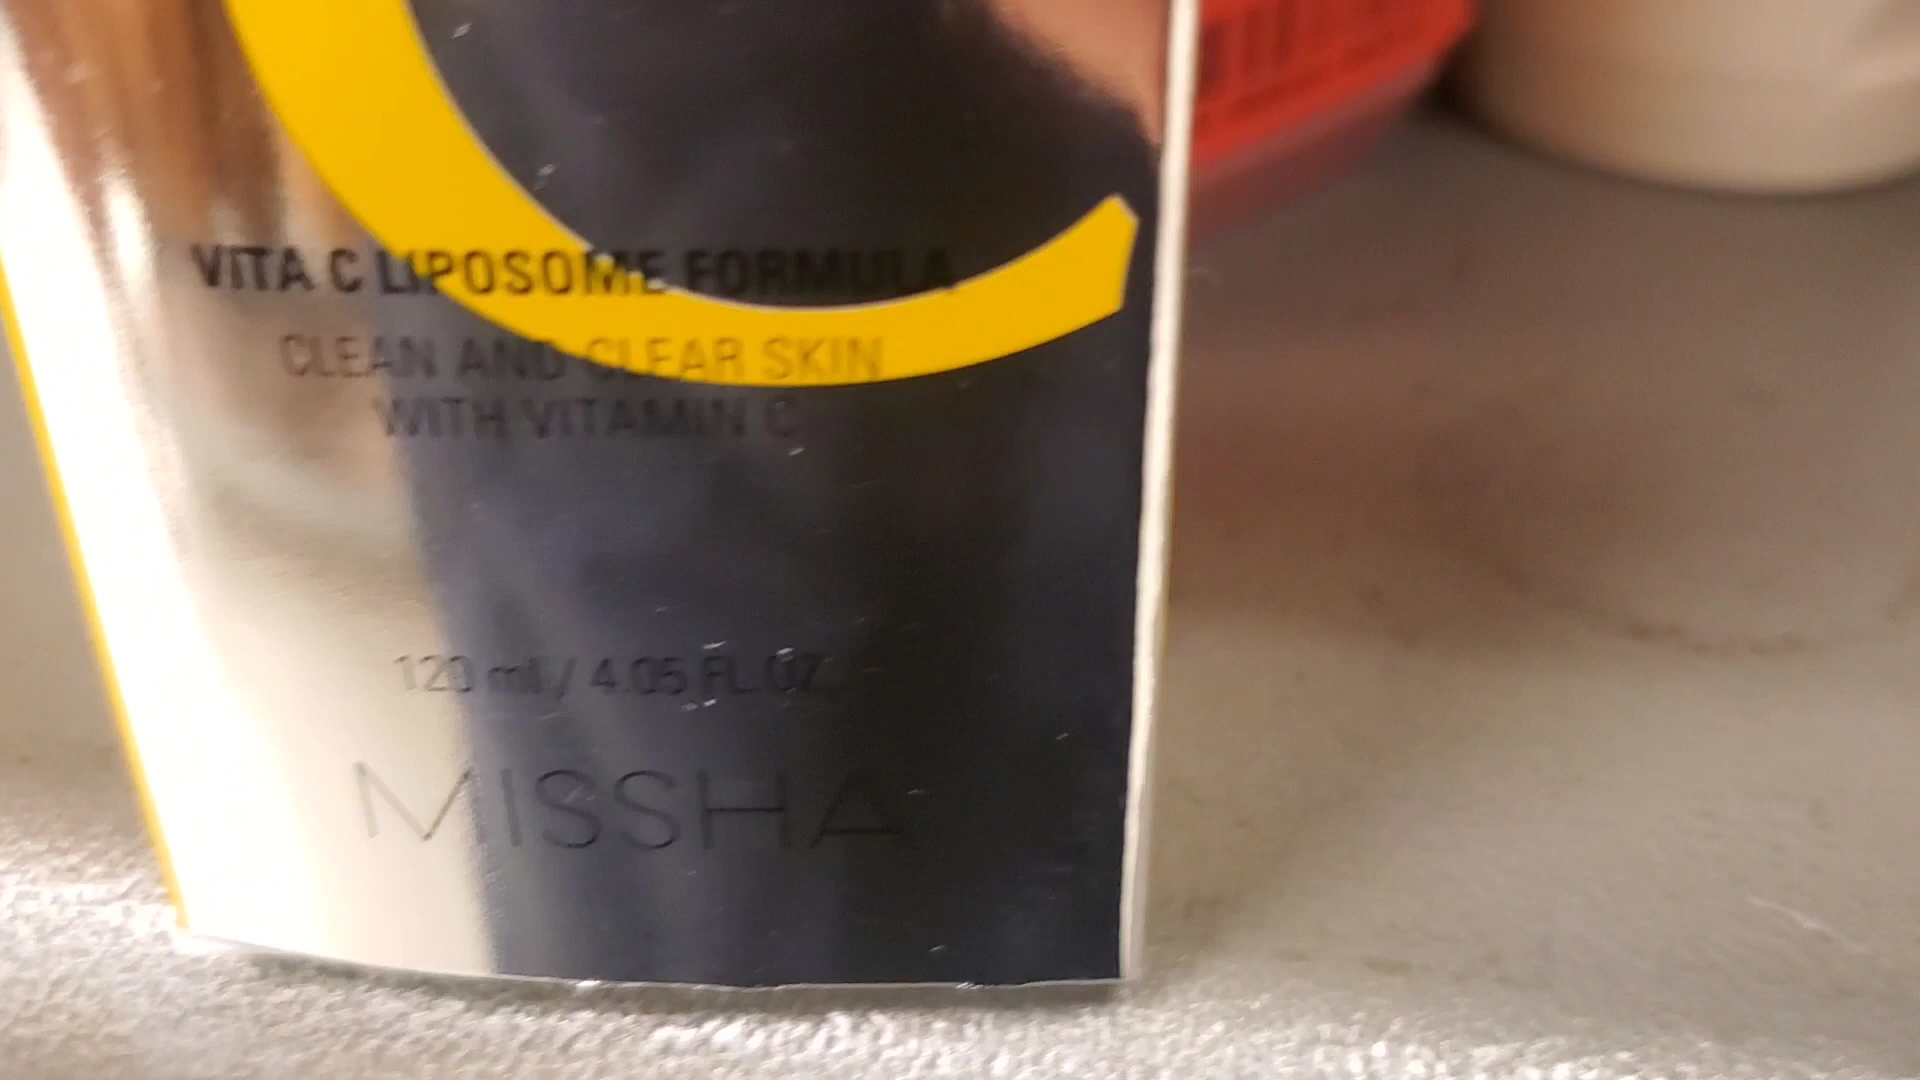 VITA C LIPOSOME FORMULA
CLEAN AND CLEAR SKIN
WITH VITAMIN C
120 ml / 4.05 FL.OZ.
MISSHA